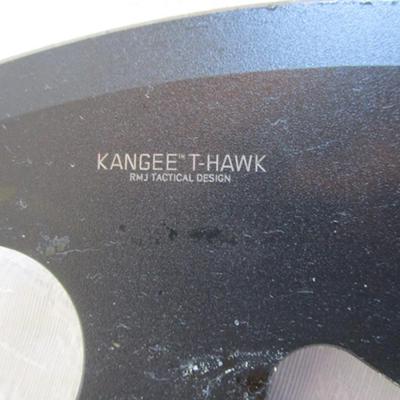 KANGEE™ T-HAWK
RMJ TACTICAL DESIGN